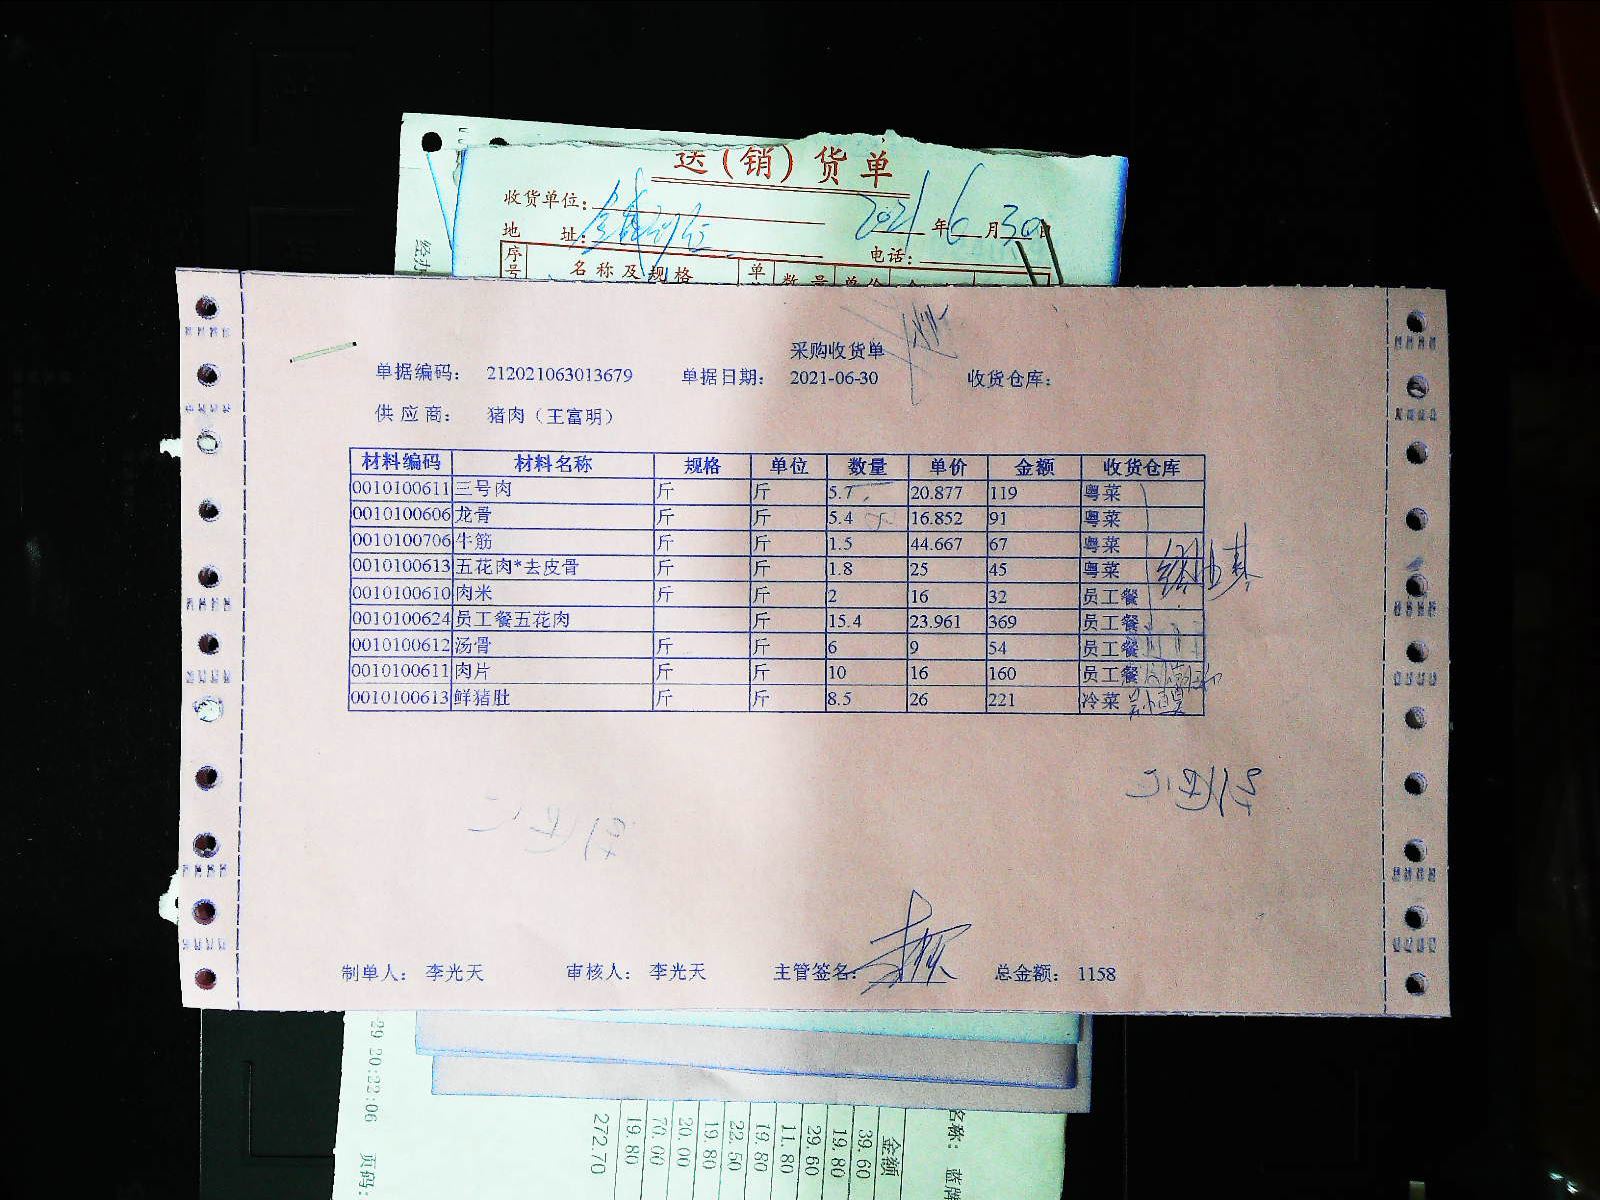 送(销)货单
收货单位:
2021年6月30日
地 址:
电话:
序号 名称及规格 单 数量 单价
采购收货单
单据编码: 212021063013679 单据日期: 2021-06-30 收货仓库:
供应商: 猪肉（王富明）
材料编码 材料名称 规格 单位 数量 单价 金额 收货仓库
0010100611 三号肉 斤 斤 5.7 20.877 119 粤菜
0010100606 龙骨 斤 斤 5.4 16.852 91 粤菜
0010100706 牛筋 斤 斤 1.5 44.667 67 粤菜
0010100613 五花肉*去皮骨 斤 斤 1.8 25 45 粤菜
0010100610 肉米 斤 斤 2 16 32 员工餐
0010100624 员工餐五花肉 斤 15.4 23.961 369 员工餐
0010100612 汤骨 斤 斤 6 9 54 员工餐
0010100611 肉片 斤 斤 10 16 160 员工餐
0010100613 鲜猪肚 斤 斤 8.5 26 221 冷菜
制单人: 李光天 审核人: 李光天 主管签名: 总金额: 1158
-29 20:22:06 页码:
名称: 蓝牌
金额
39.60
19.80
29.60
11.80
19.80
22.50
19.80
20.00
70.00
19.80
272.70